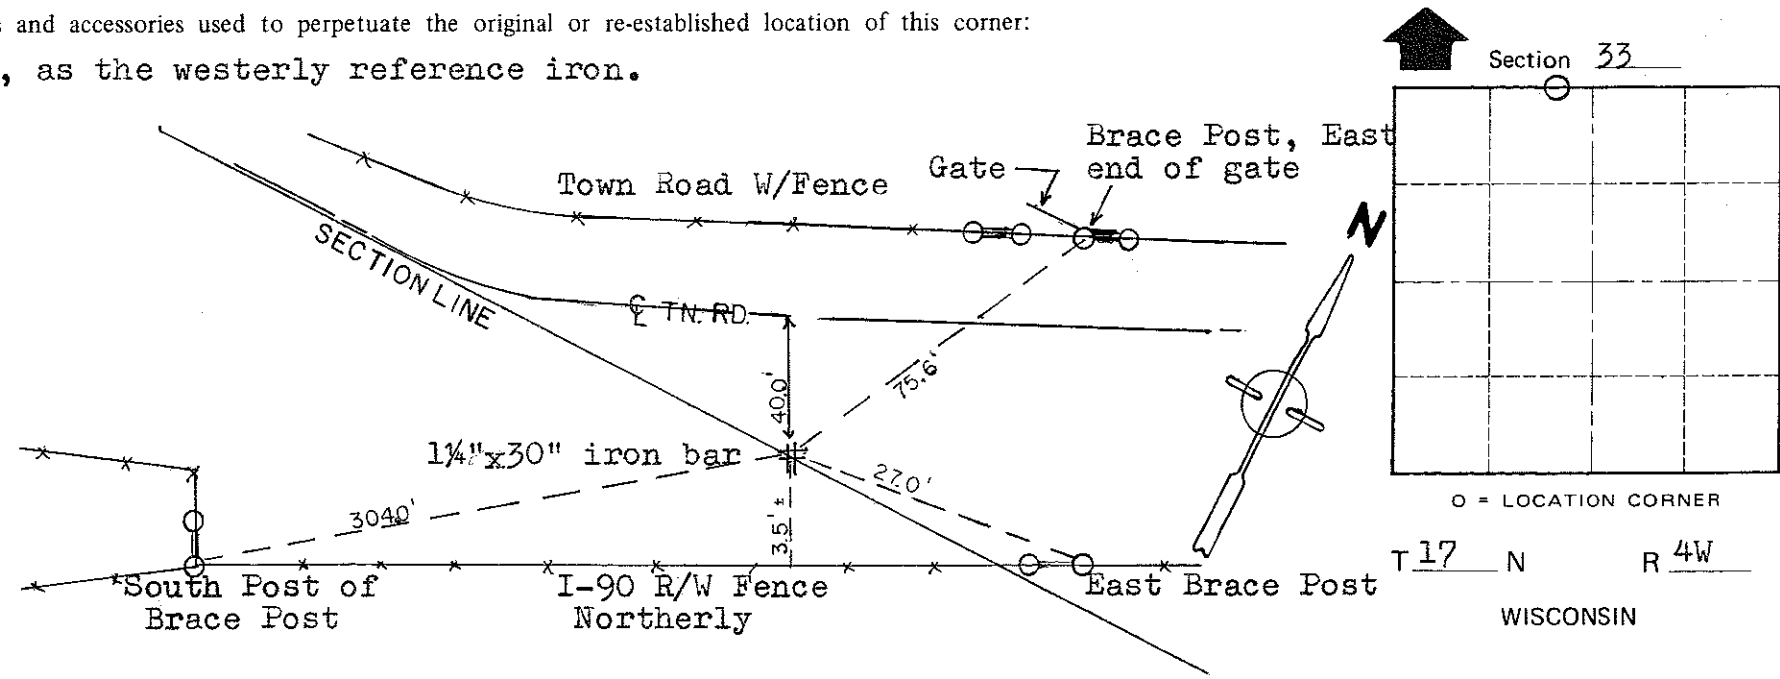 and accessories used to perpetuate the original or re-established location of this corner:
, as the westerly reference iron.
Section 33
Brace Post, East
end of gate
Gate
Town Road W/Fence
N
SECTION LINE
℄ TN. RD.
40.0'
75.6'
1¼"x30" iron bar
27.0'
304.0'
3.5' ±
South Post of
Brace Post
I-90 R/W Fence
Northerly
East Brace Post
O = LOCATION CORNER
T 17 N R 4W
WISCONSIN